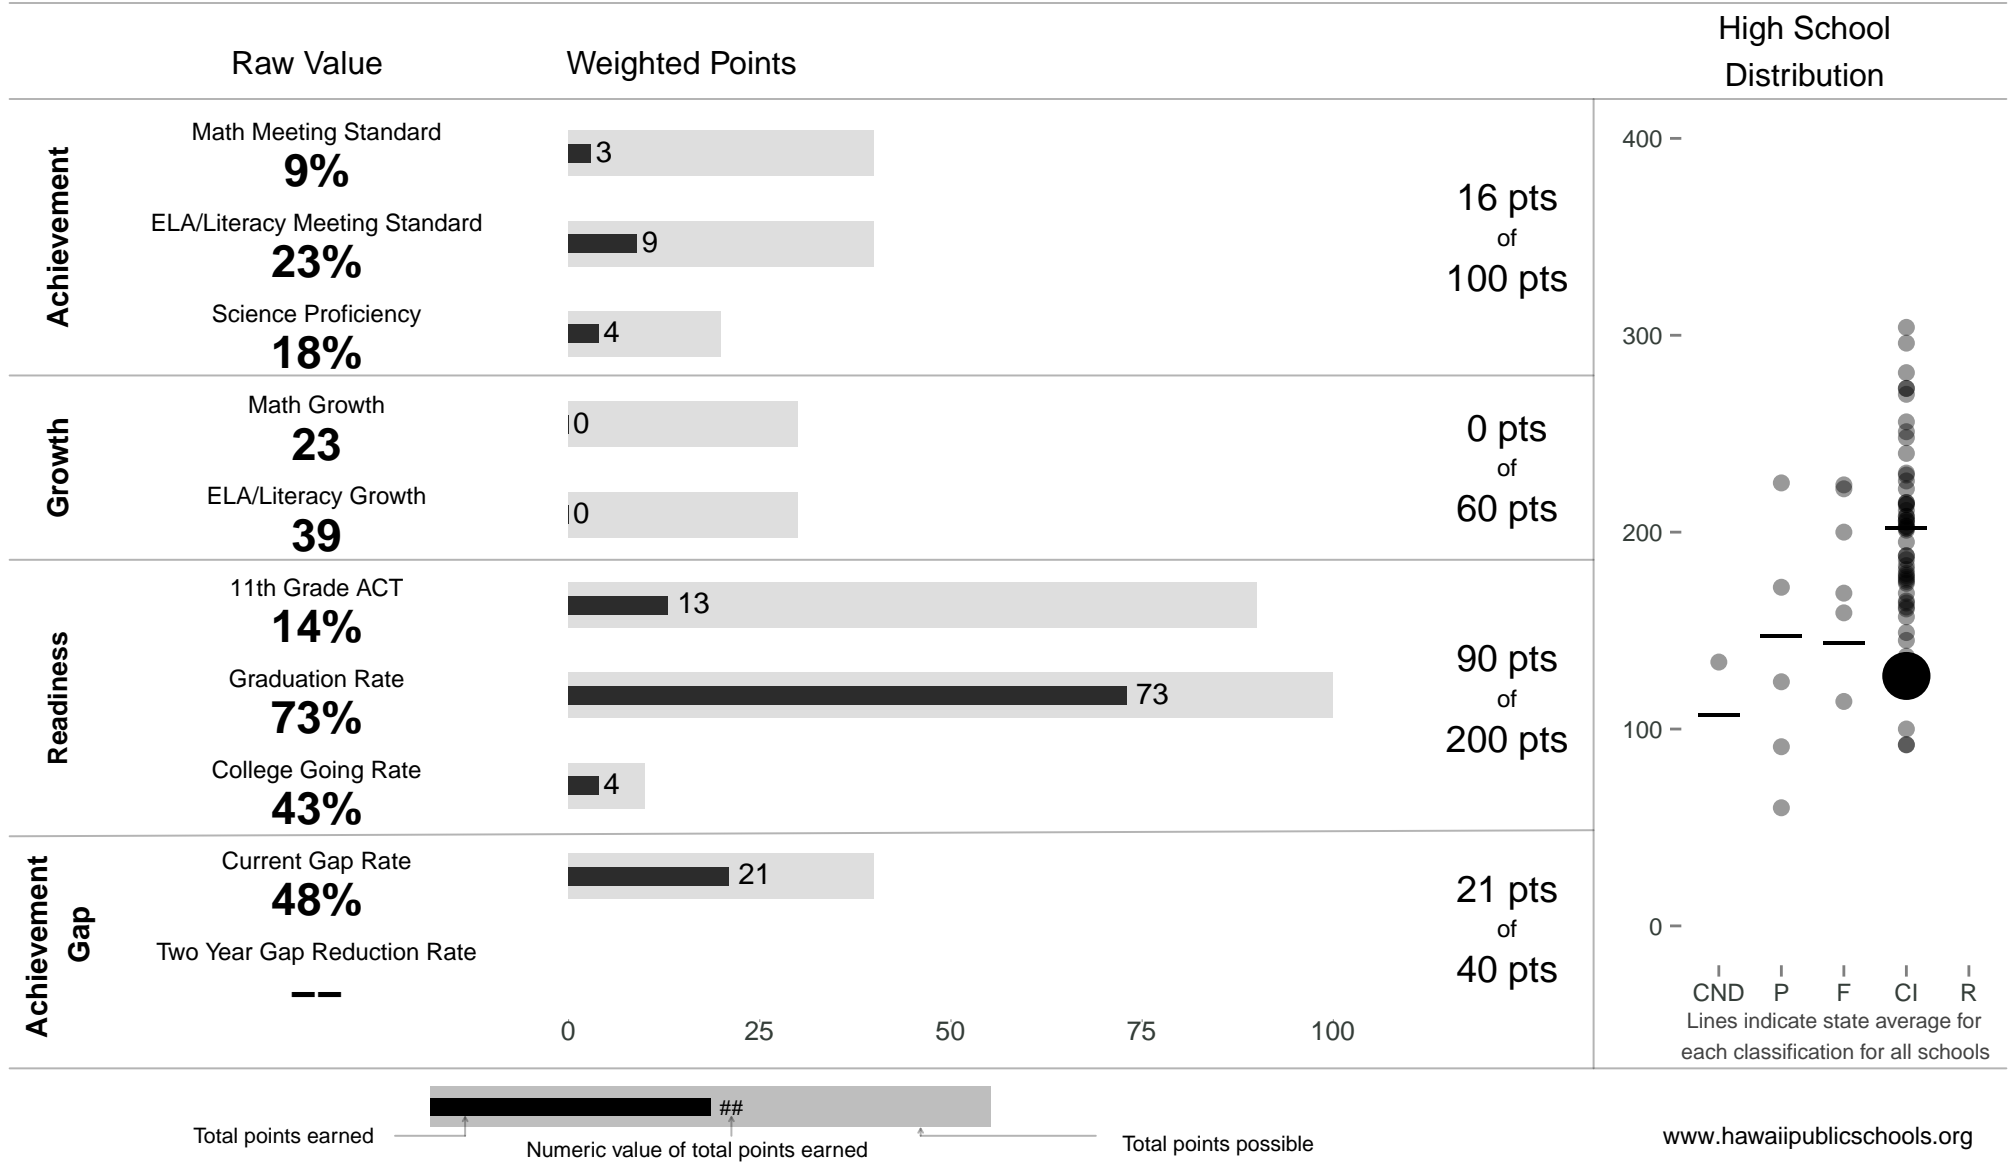 Raw Value
Weighted Points
High School
Distribution
Achievement
Math Meeting Standard
9%
3
ELA/Literacy Meeting Standard
23%
9
Science Proficiency
18%
4
16 pts
of
100 pts
Growth
Math Growth
23
0
ELA/Literacy Growth
39
0
0 pts
of
60 pts
Readiness
11th Grade ACT
14%
13
Graduation Rate
73%
73
College Going Rate
43%
4
90 pts
of
200 pts
Achievement
Gap
Current Gap Rate
48%
21
Two Year Gap Reduction Rate
--
21 pts
of
40 pts
0 25 50 75 100
400
300
200
100
0
CND P F CI R
Lines indicate state average for
each classification for all schools
##
Total points earned
Numeric value of total points earned
Total points possible
www.hawaiipublicschools.org